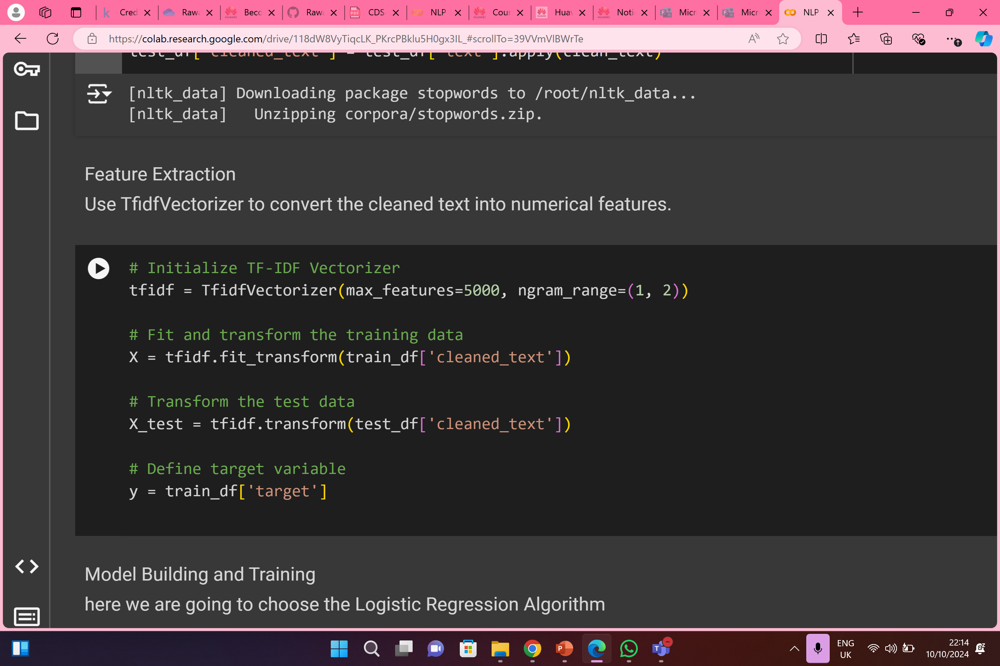 Cred
Rawa
Beco
Rawa
CDS-
NLP
Cour
Huaw
Noti
Micr
Micr
NLP
https://colab.research.google.com/drive/118dW8VyTiqcLK_PKrcPBklu5H0gx3IL_#scrollTo=39VVmVlBWrTe
test_df['cleaned_text'] = test_df['text'].apply(clean_text)
[nltk_data] Downloading package stopwords to /root/nltk_data...
[nltk_data]   Unzipping corpora/stopwords.zip.
Feature Extraction
Use TfidfVectorizer to convert the cleaned text into numerical features.
# Initialize TF-IDF Vectorizer
tfidf = TfidfVectorizer(max_features=5000, ngram_range=(1, 2))
# Fit and transform the training data
X = tfidf.fit_transform(train_df['cleaned_text'])
# Transform the test data
X_test = tfidf.transform(test_df['cleaned_text'])
# Define target variable
y = train_df['target']
Model Building and Training
here we are going to choose the Logistic Regression Algorithm
ENG
UK
22:14
10/10/2024